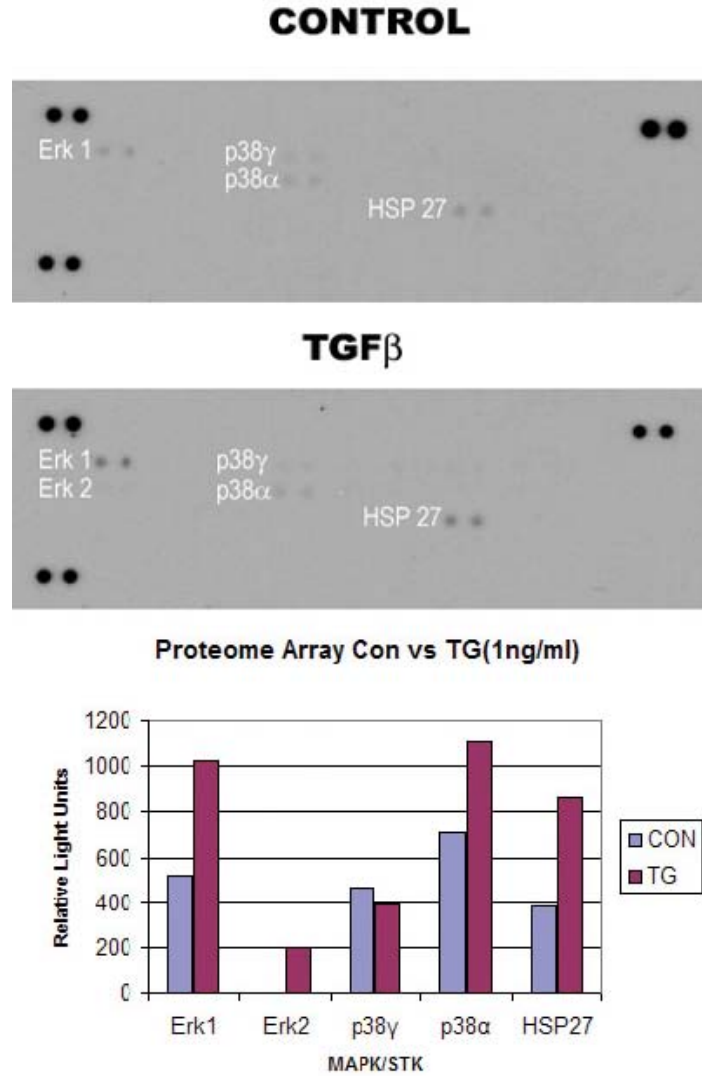 CONTROL
Erk 1
p38γ
p38α
HSP 27
TGFβ
Erk 1
p38γ
Erk 2
p38α
HSP 27
Proteome Array Con vs TG(1ng/ml)
1200
1000
800
600
400
200
0
Relative Light Units
Erk1 Erk2 p38γ p38α HSP27
MAPK/STK
CON
TG